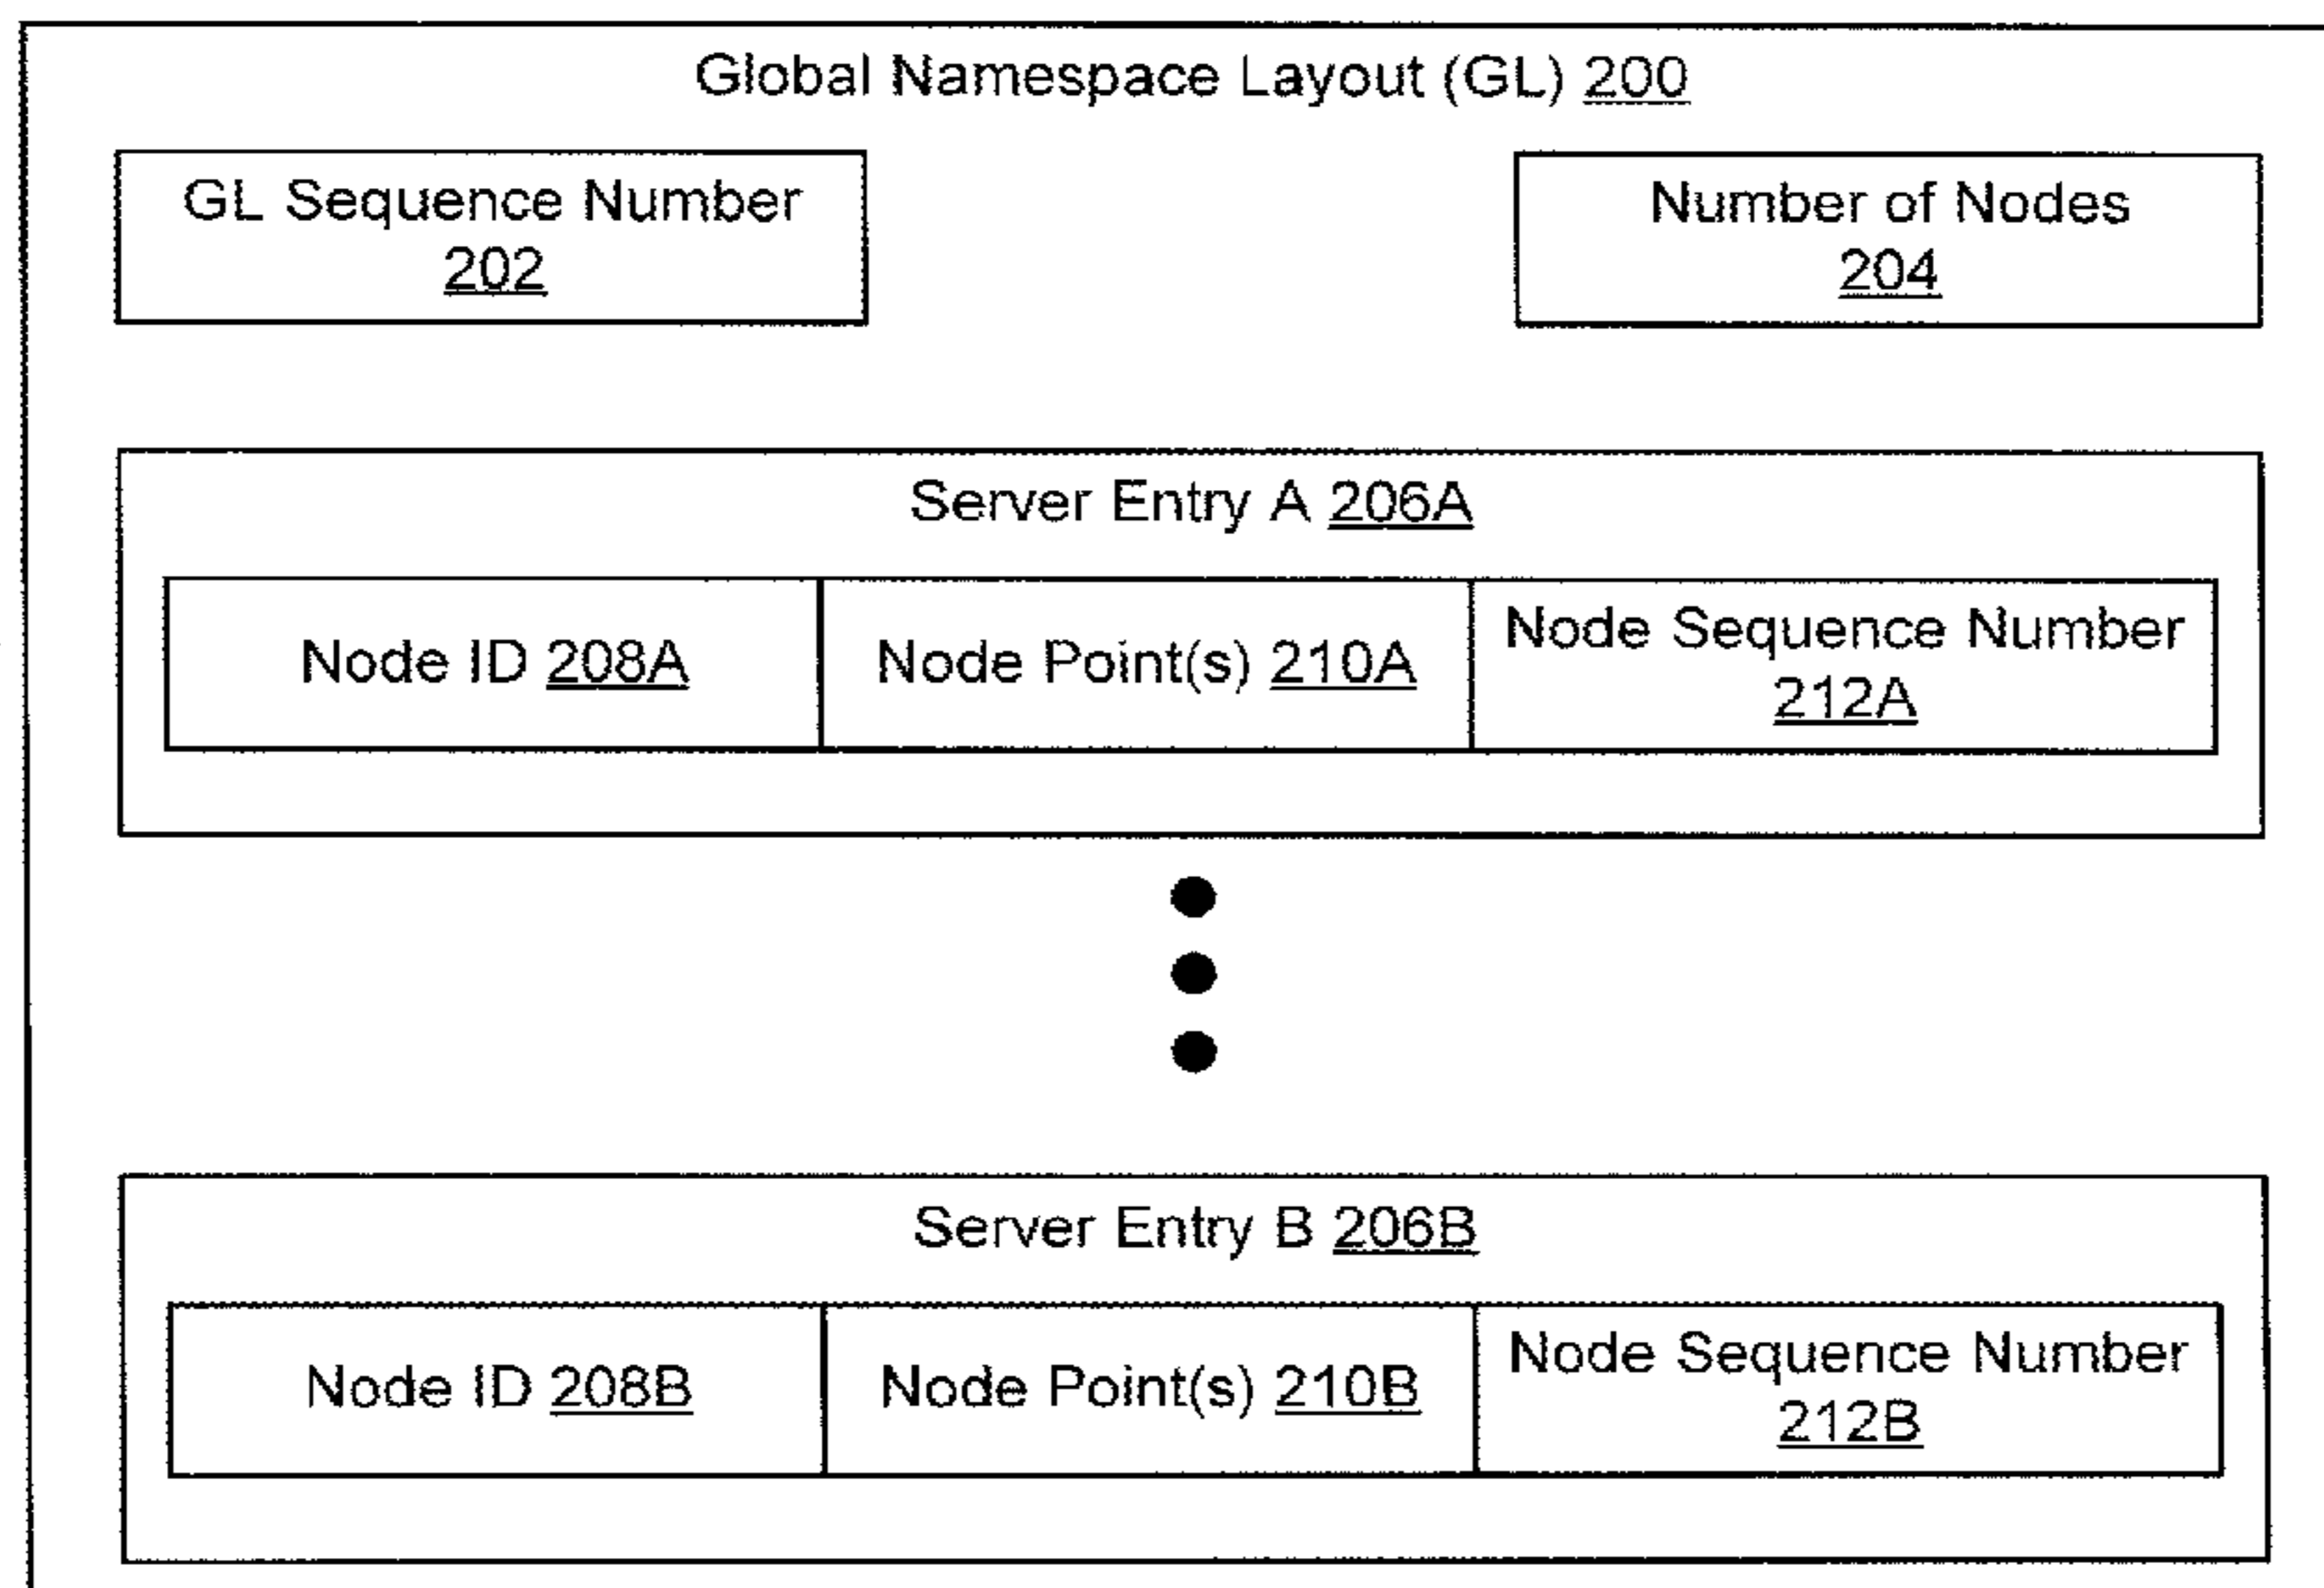 Global Namespace Layout (GL) 200
GL Sequence Number
202
Number of Nodes
204
Server Entry A 206A
Node ID 208A
Node Point(s) 210A
Node Sequence Number
212A
Server Entry B 206B
Node ID 208B
Node Point(s) 210B
Node Sequence Number
212B